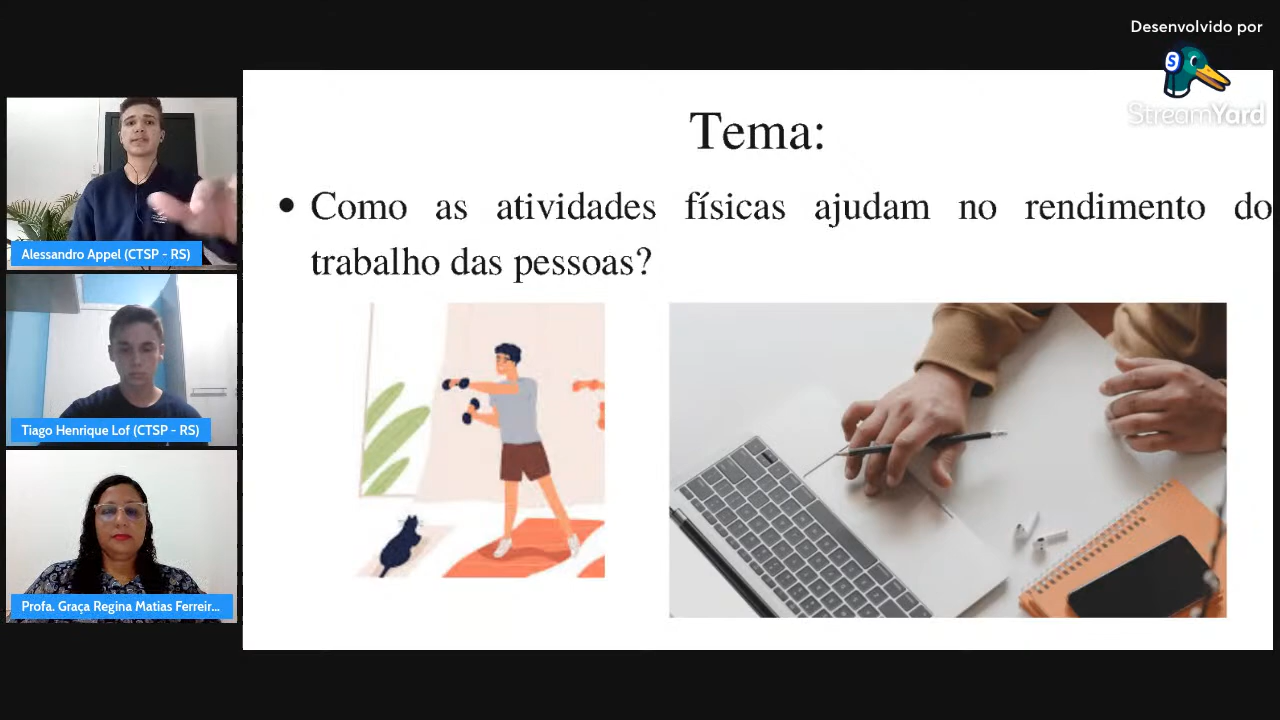 Desenvolvido por
StreamYard
Tema:
• Como as atividades físicas ajudam no rendimento do
trabalho das pessoas?
Alessandro Appel (CTSP - RS)
Tiago Henrique Lof (CTSP - RS)
Profa. Graça Regina Matias Ferreir...